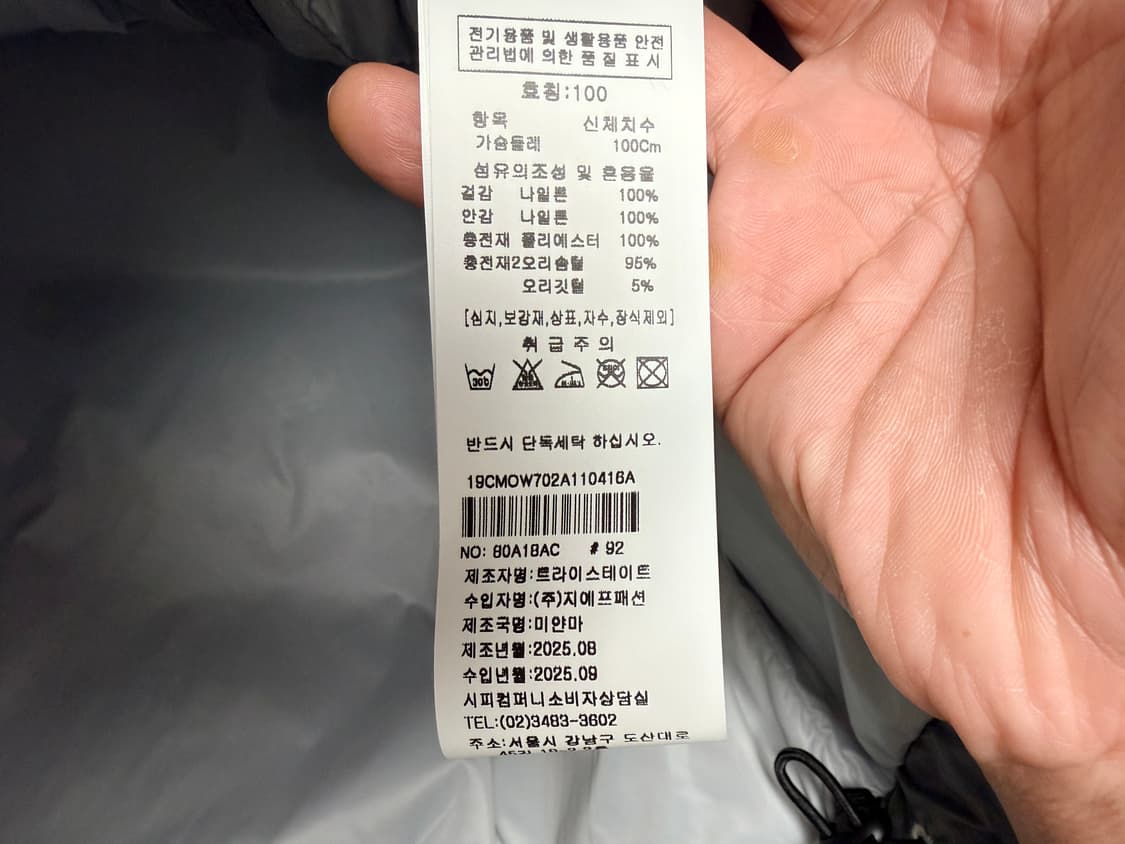 전기용품 및 생활용품 안전
관리법에 의한 품 질 표 시
호칭:100
항목 신체치수
가슴둘레 100Cm
섬유의조성 및 혼용율
겉감 나일론 100%
안감 나일론 100%
충전재 폴리에스터 100%
충전재2오리솜털 95%
오리깃털 5%
[심지,보강재,상표,자수,장식제외]
취 급 주 의
30℃
반드시 단독세탁 하십시오.
19CMOW702A110416A
NO: 80A18AC # 92
제조자명:트라이스테이트
수입자명:(주)지에프패션
제조국명:미얀마
제조년월:2025.08
수입년월:2025.09
시피컴퍼니소비자상담실
TEL:(02)3483-3602
주소:서울시 강남구 도산대로